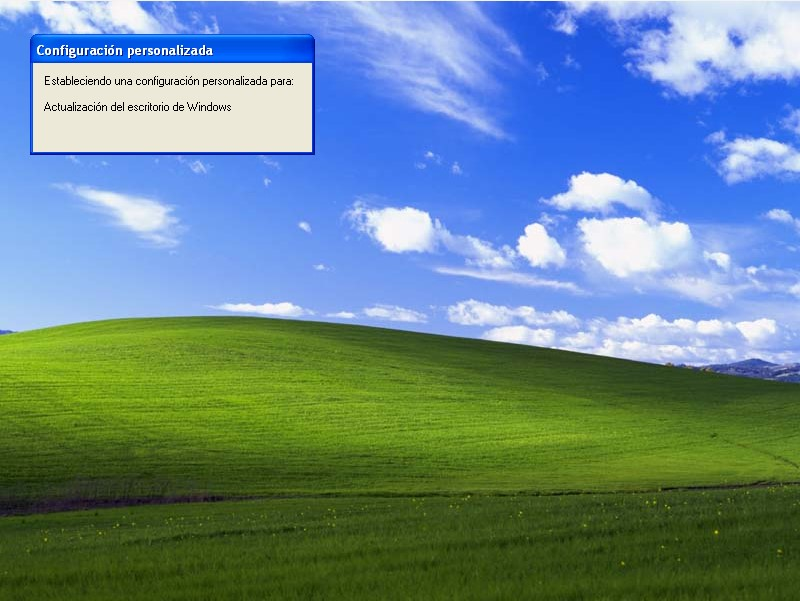 Configuración personalizada
Estableciendo una configuración personalizada para:
Actualización del escritorio de Windows